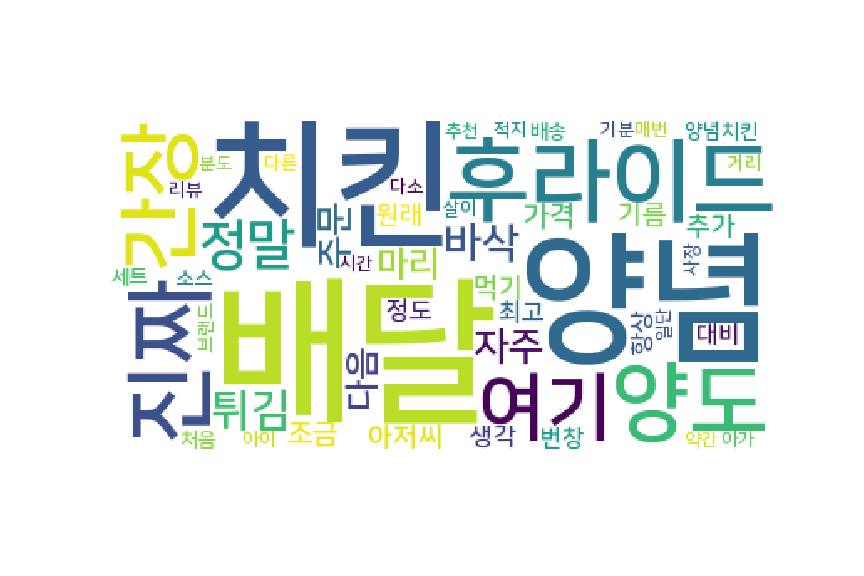 치킨
간장
후라이드
추천
적지
배송
기분
매번
양념치킨
분도
다른
리뷰
다소
거리
살이
원래
가격
기름
추가
정말
주문
바삭
시간
마리
사장
세트
소스
먹기
양념
배달
진짜
브랜드
정도
최고
항상
일단
대비
자주
다음
여기
양도
튀김
처음
아이
조금
아저씨
생각
번창
약간
아가